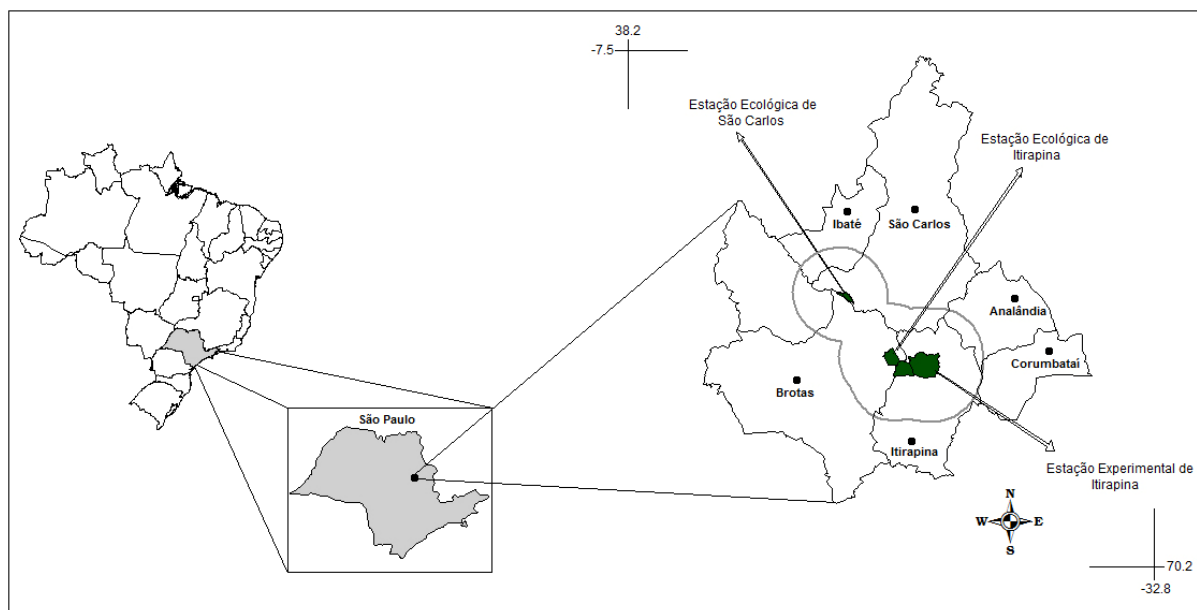 38.2
-7.5
Estação Ecológica de
São Carlos
Estação Ecológica de
Itirapina
Ibaté
São Carlos
Analândia
Corumbataí
Brotas
São Paulo
Itirapina
Estação Experimental de
Itirapina
N
W
E
S
70.2
-32.8